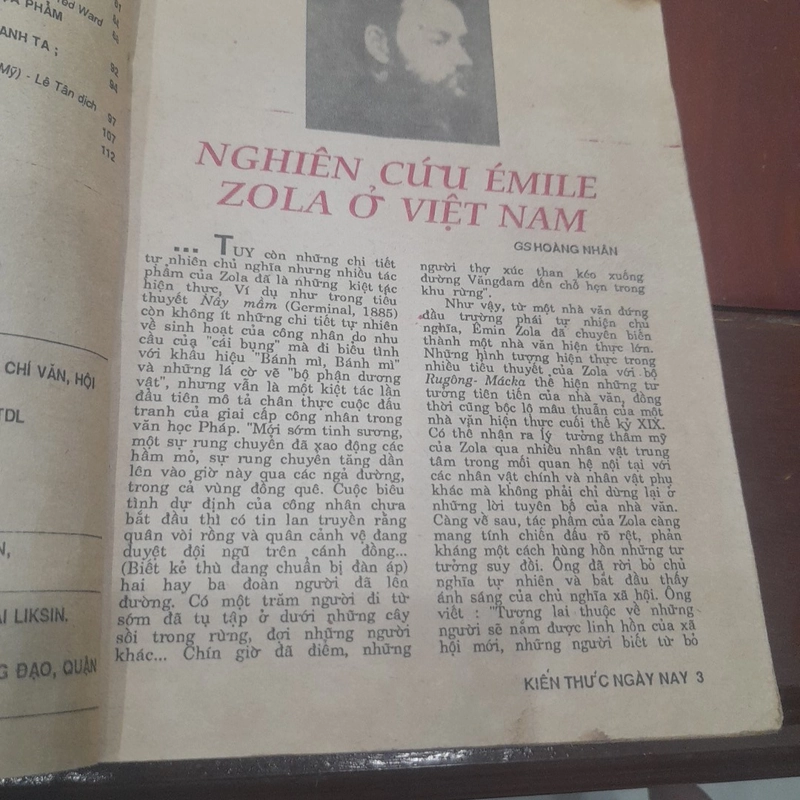 Ted Ward
PHẨM
ANH TA ;
Mỹ) - Lê Tân dịch
61
64
92
94
97
107
112
CHÍ VĂN, HỘI
TDL
N,
ẠI LIKSIN.
G ĐẠO, QUẬN
NGHIÊN CỨU ÉMILE
ZOLA Ở VIỆT NAM
GS HOÀNG NHÂN
... TUY còn những chi tiết
tự nhiên chủ nghĩa nhưng nhiều tác
phẩm của Zola đã là những kiệt tác
hiện thực, Ví dụ như trong tiểu
thuyết Nảy mầm (Germinal, 1885)
còn không ít những chi tiết tự nhiên
về sinh hoạt của công nhân do nhu
cầu của "cái bụng" mà đi biểu tình
với khẩu hiệu "Bánh mì, Bánh mì"
và những lá cờ vẽ "bộ phận dương
vật", nhưng vẫn là một kiệt tác lần
đầu tiên mô tả chân thực cuộc đấu
tranh của giai cấp công nhân trong
văn học Pháp. "Mới sớm tinh sương,
một sự rung chuyển đã xao động các
hầm mỏ, sự rung chuyển tăng dần
lên vào giờ này qua các ngả đường,
trong cả vùng đồng quê. Cuộc biểu
tình dự định của công nhân chưa
bắt đầu thì có tin lan truyền rằng
quân vòi rồng và quân cảnh vệ đang
duyệt đội ngũ trên cánh đồng...
(Biết kẻ thù đang chuẩn bị đàn áp)
hai hay ba đoàn người đã lên
đường. Có một trăm người đi từ
sớm đã tụ tập ở dưới những cây
sồi trong rừng, đợi những người
khác... Chín giờ đã điểm, những
người thợ xúc than kéo xuống
đường Văngđam đến chỗ hẹn trong
khu rừng".
Như vậy, từ một nhà văn đứng
đầu trường phái tự nhiên chủ
nghĩa, Êmin Zola đã chuyển biến
thành một nhà văn hiện thực lớn.
Những hình tượng hiện thực trong
nhiều tiểu thuyết của Zola với bộ
Rugông- Mácka thể hiện những tư
tưởng tiên tiến của nhà văn, đồng
thời cũng bộc lộ mâu thuẫn của một
nhà văn hiện thực cuối thế kỷ XIX.
Có thể nhận ra lý tưởng thẩm mỹ
của Zola qua nhiều nhân vật trung
tâm trong mối quan hệ nội tại với
các nhân vật chính và nhân vật phụ
khác mà không phải chỉ dừng lại ở
những lời tuyên bố của nhà văn.
Càng về sau, tác phẩm của Zola càng
mang tính chiến đấu rõ rệt, phản
kháng một cách hùng hồn những tư
tưởng suy đồi. Ông đã rời bỏ chủ
nghĩa tự nhiên và bắt đầu thấy
ánh sáng của chủ nghĩa xã hội. Ông
viết : "Tương lai thuộc về những
người sẽ nắm được linh hồn của xã
hội mới, những người biết từ bỏ
KIẾN THỨC NGÀY NAY 3